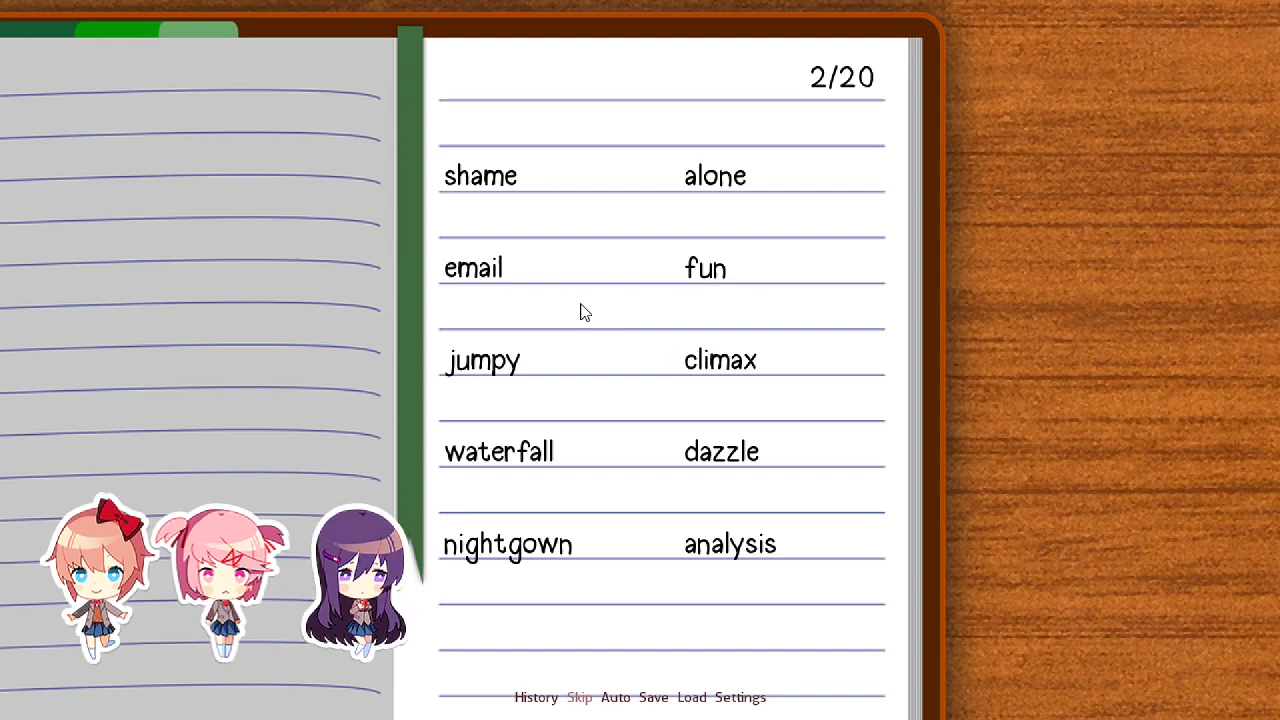 2/20
shame alone
email fun
jumpy climax
waterfall dazzle
nightgown analysis
History Skip Auto Save Load Settings